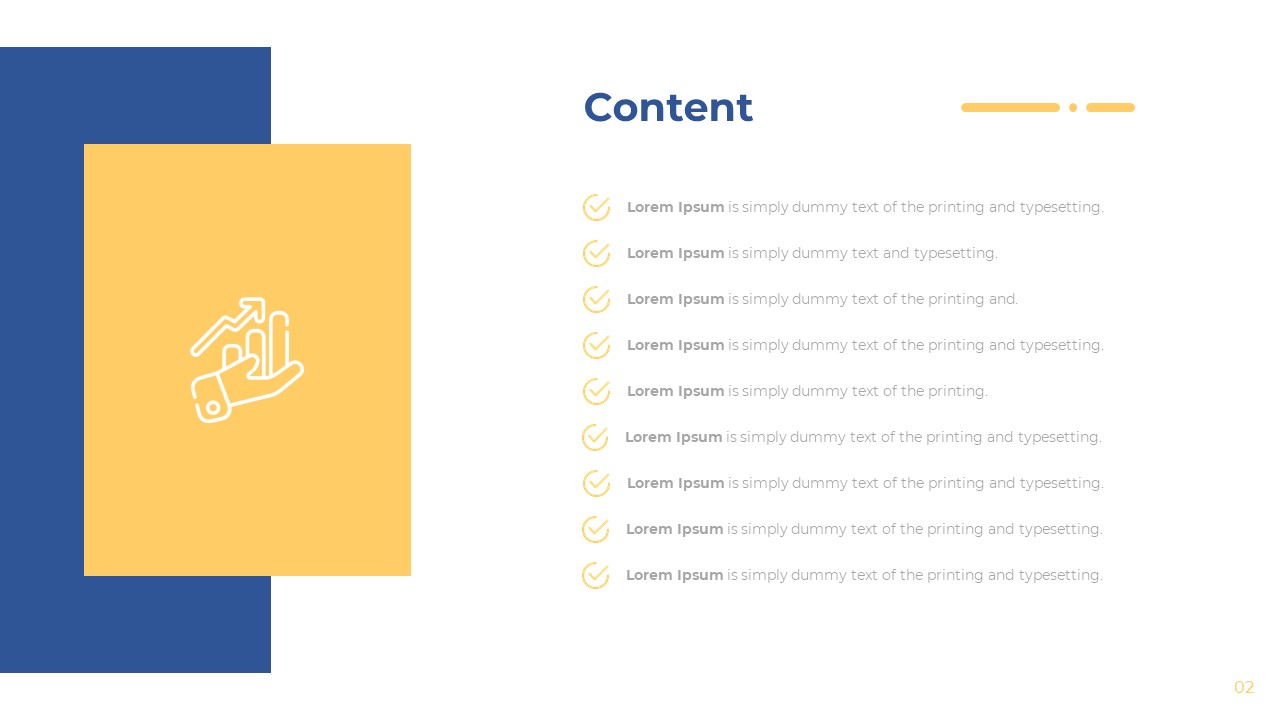 Content
Lorem Ipsum is simply dummy text of the printing and typesetting.
Lorem Ipsum is simply dummy text and typesetting.
Lorem Ipsum is simply dummy text of the printing and.
Lorem Ipsum is simply dummy text of the printing and typesetting.
Lorem Ipsum is simply dummy text of the printing.
Lorem Ipsum is simply dummy text of the printing and typesetting.
Lorem Ipsum is simply dummy text of the printing and typesetting.
Lorem Ipsum is simply dummy text of the printing and typesetting.
Lorem Ipsum is simply dummy text of the printing and typesetting.
02